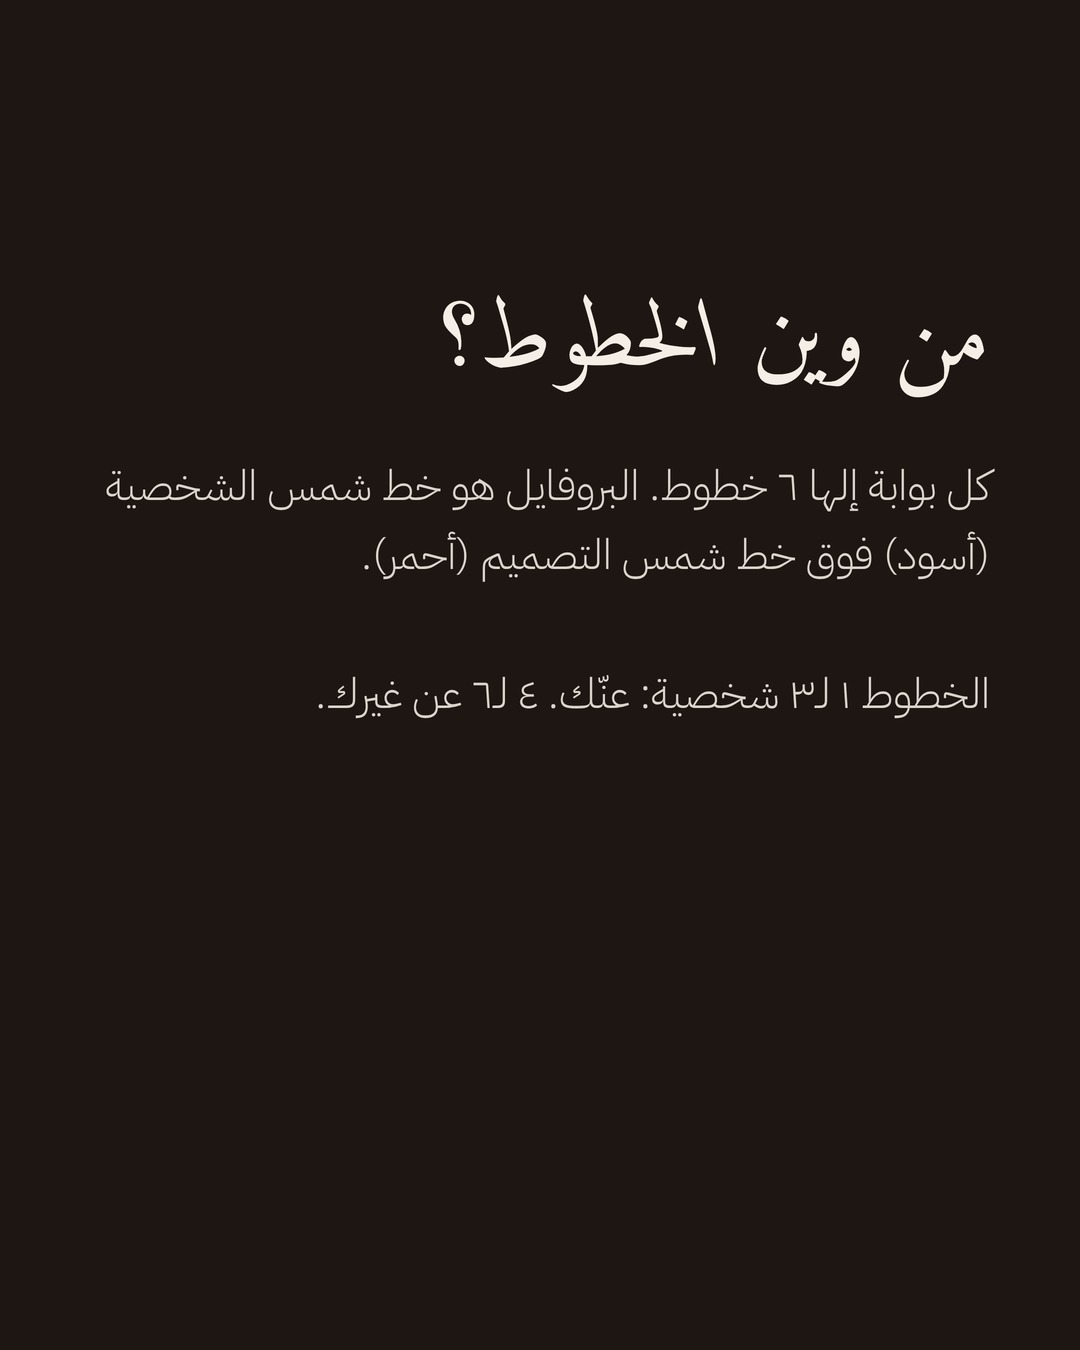 من وين الخطوط؟
كل بوابة إلها ٦ خطوط. البروفايل هو خط شمس الشخصية
(أسود) فوق خط شمس التصميم (أحمر).
الخطوط ١ لـ٣ شخصية: عنّك. ٤ لـ٦ عن غيرك.